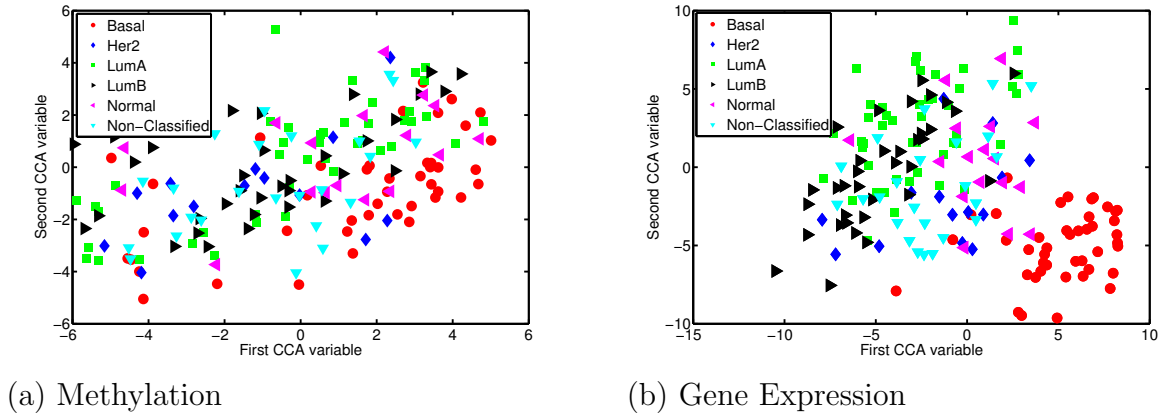 6
4
2
0
−2
−4
−6
Second CCA variable
Basal
Her2
LumA
LumB
Normal
Non-Classified
−6 −4 −2 0 2 4 6
First CCA variable
(a) Methylation
10
5
0
−5
−10
Second CCA variable
Basal
Her2
LumA
LumB
Normal
Non-Classified
−15 −10 −5 0 5 10
First CCA variable
(b) Gene Expression